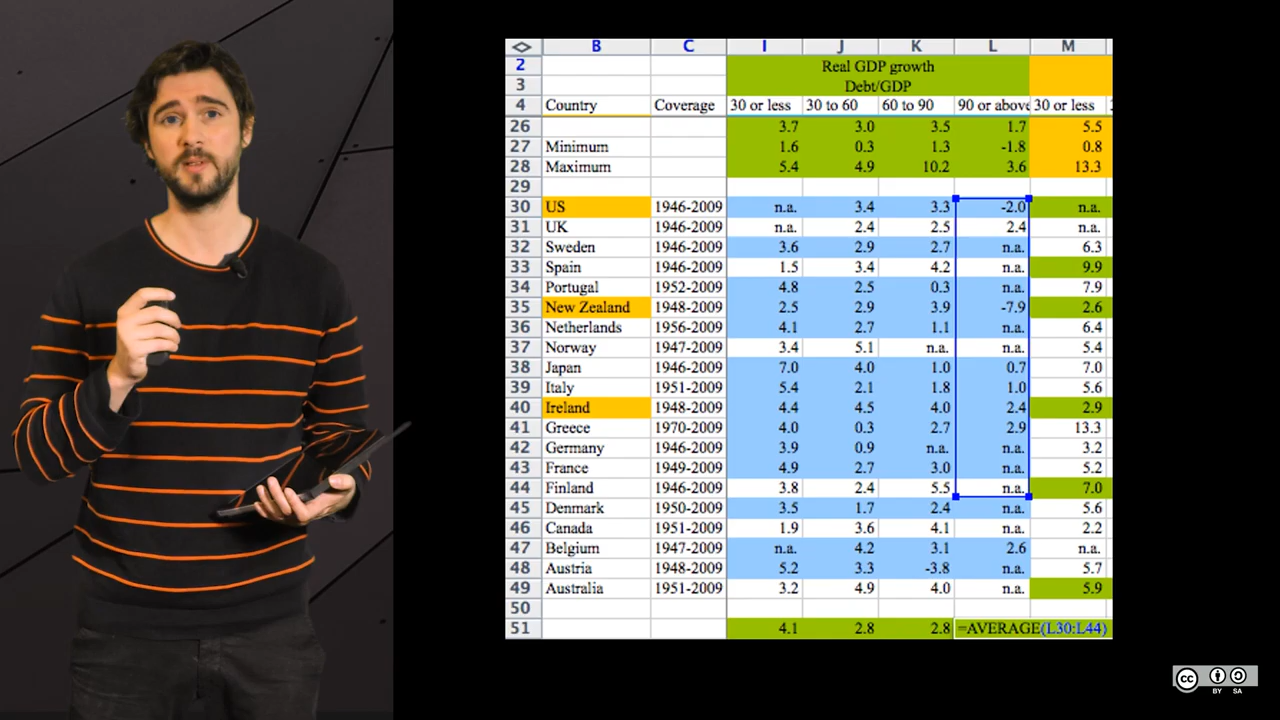 B C I J K L M
2 Real GDP growth
3 Debt/GDP
4 Country Coverage 30 or less 30 to 60 60 to 90 90 or above 30 or less
26 3.7 3.0 3.5 1.7 5.5
27 Minimum 1.6 0.3 1.3 -1.8 0.8
28 Maximum 5.4 4.9 10.2 3.6 13.3
29
30 US 1946-2009 n.a. 3.4 3.3 -2.0 n.a.
31 UK 1946-2009 n.a. 2.4 2.5 2.4 n.a.
32 Sweden 1946-2009 3.6 2.9 2.7 n.a. 6.3
33 Spain 1946-2009 1.5 3.4 4.2 n.a. 9.9
34 Portugal 1952-2009 4.8 2.5 0.3 n.a. 7.9
35 New Zealand 1948-2009 2.5 2.9 3.9 -7.9 2.6
36 Netherlands 1956-2009 4.1 2.7 1.1 n.a. 6.4
37 Norway 1947-2009 3.4 5.1 n.a. n.a. 5.4
38 Japan 1946-2009 7.0 4.0 1.0 0.7 7.0
39 Italy 1951-2009 5.4 2.1 1.8 1.0 5.6
40 Ireland 1948-2009 4.4 4.5 4.0 2.4 2.9
41 Greece 1970-2009 4.0 0.3 2.7 2.9 13.3
42 Germany 1946-2009 3.9 0.9 n.a. n.a. 3.2
43 France 1949-2009 4.9 2.7 3.0 n.a. 5.2
44 Finland 1946-2009 3.8 2.4 5.5 n.a. 7.0
45 Denmark 1950-2009 3.5 1.7 2.4 n.a. 5.6
46 Canada 1951-2009 1.9 3.6 4.1 n.a. 2.2
47 Belgium 1947-2009 n.a. 4.2 3.1 2.6 n.a.
48 Austria 1948-2009 5.2 3.3 -3.8 n.a. 5.7
49 Australia 1951-2009 3.2 4.9 4.0 n.a. 5.9
50
51 4.1 2.8 2.8 =AVERAGE(L30:L44)
cc
BY SA